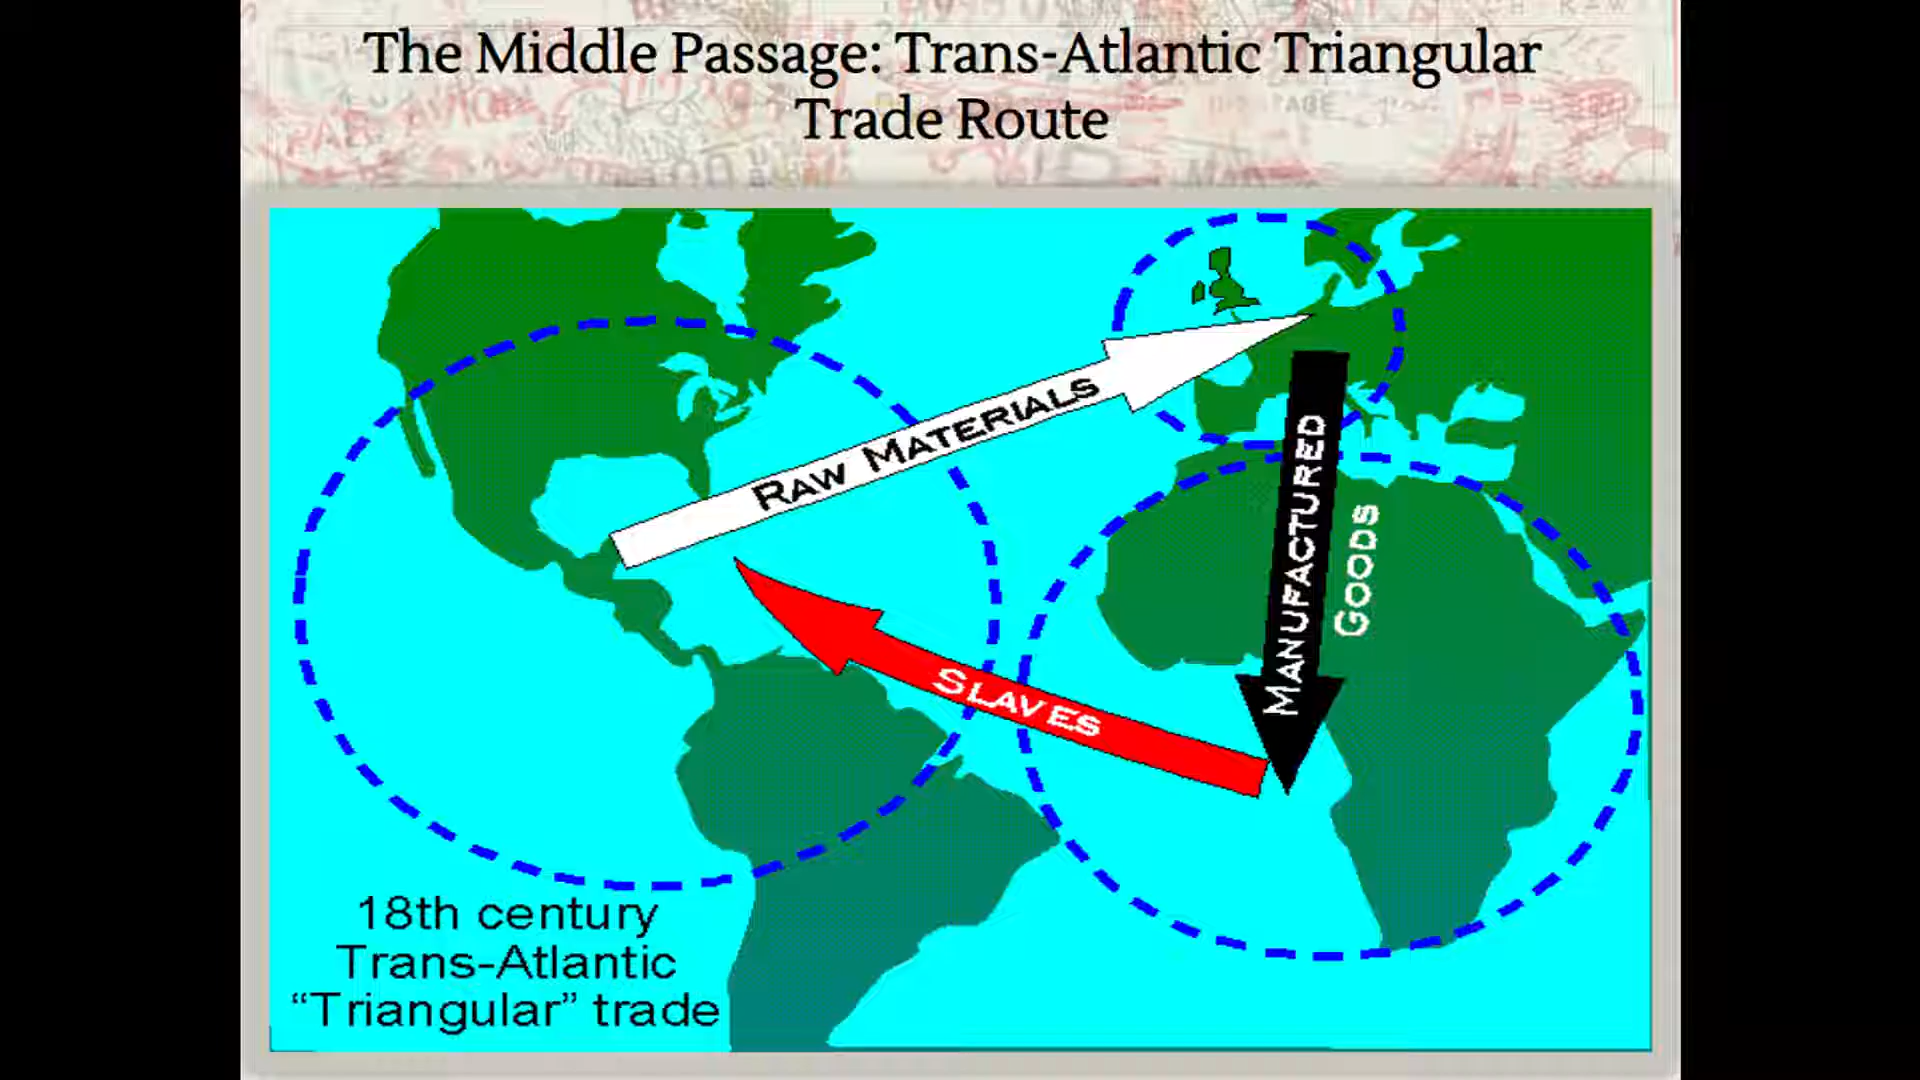 The Middle Passage: Trans-Atlantic Triangular
Trade Route
RAW MATERIALS
MANUFACTURED
GOODS
SLAVES
18th century
Trans-Atlantic
“Triangular” trade